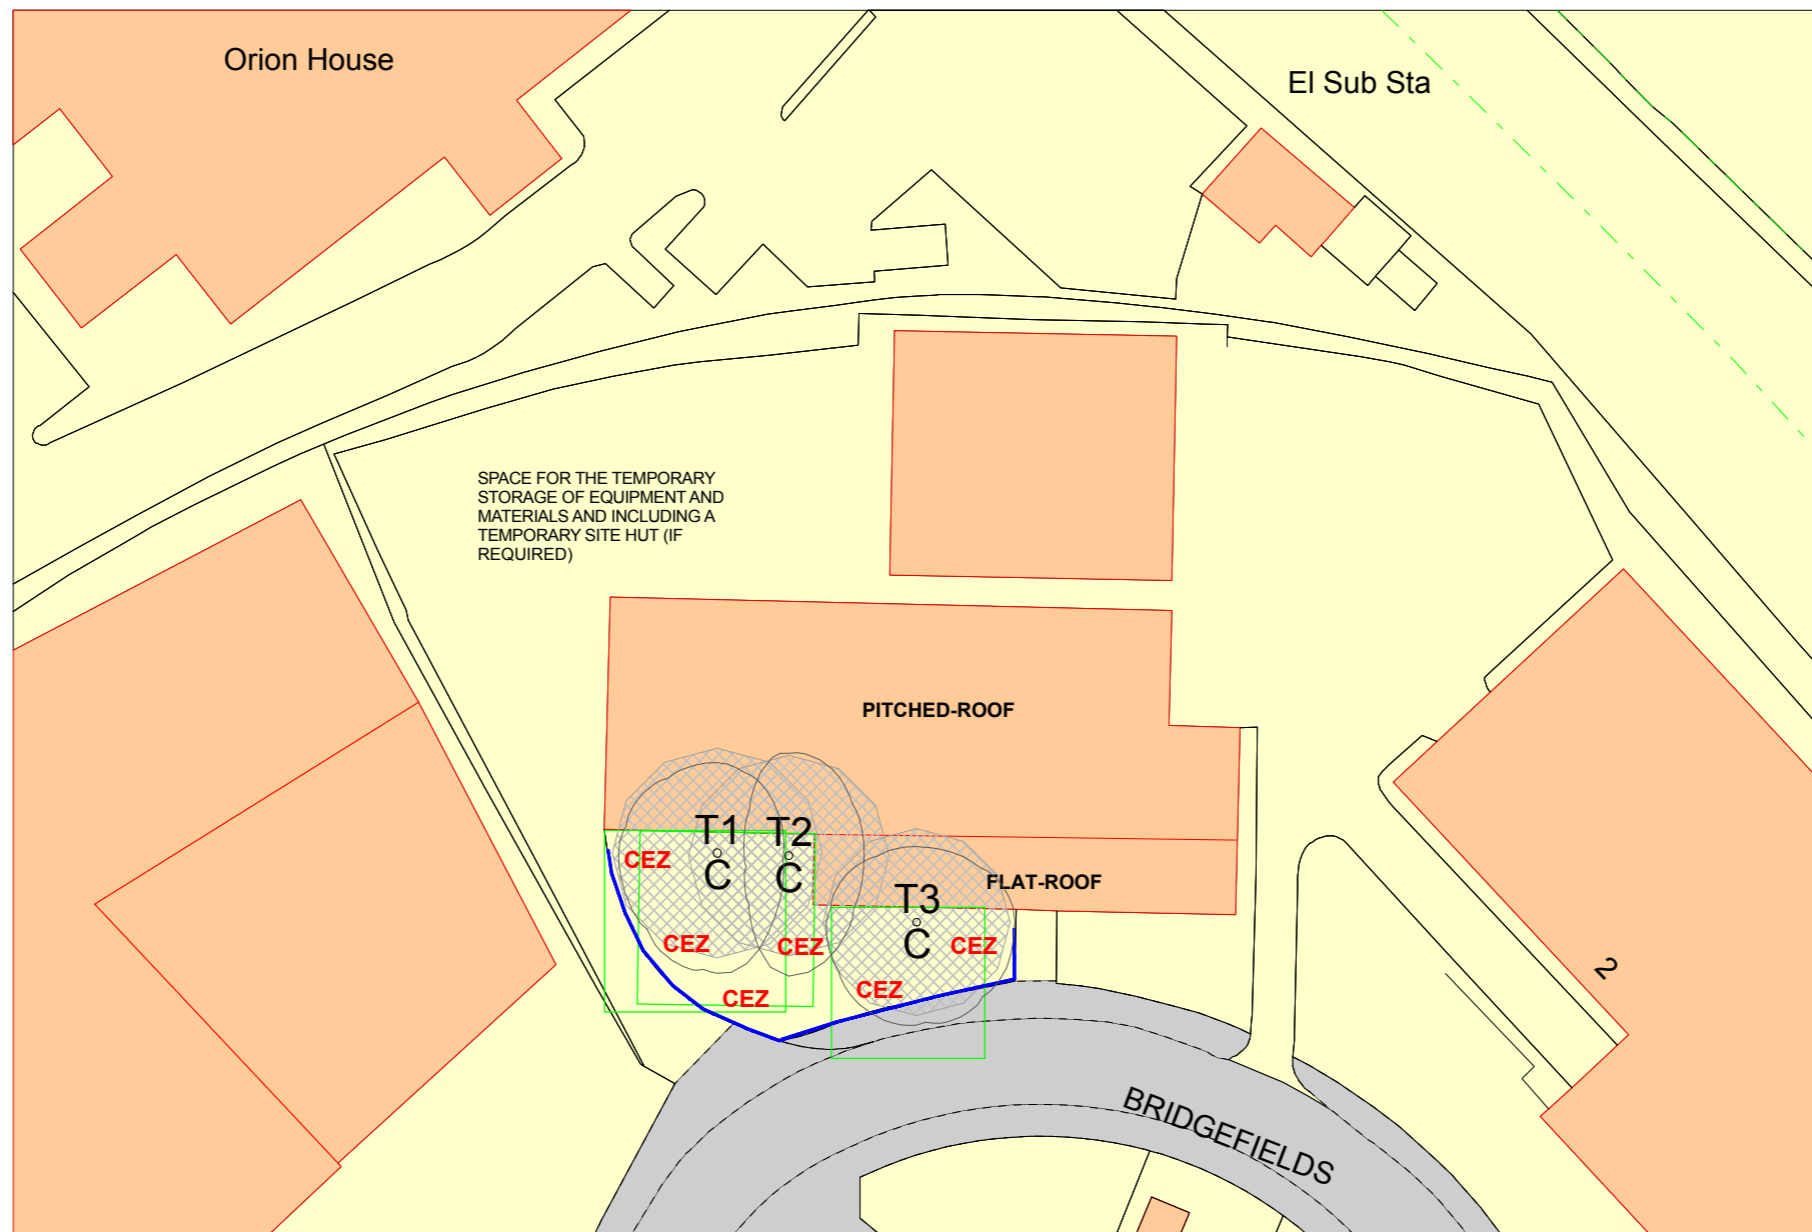 Orion House
El Sub Sta
SPACE FOR THE TEMPORARY
STORAGE OF EQUIPMENT AND
MATERIALS AND INCLUDING A
TEMPORARY SITE HUT (IF
REQUIRED)
PITCHED-ROOF
T1
T2
CEZ
C
C
T3
FLAT-ROOF
CEZ
CEZ
C
CEZ
CEZ
CEZ
2
BRIDGEFIELDS